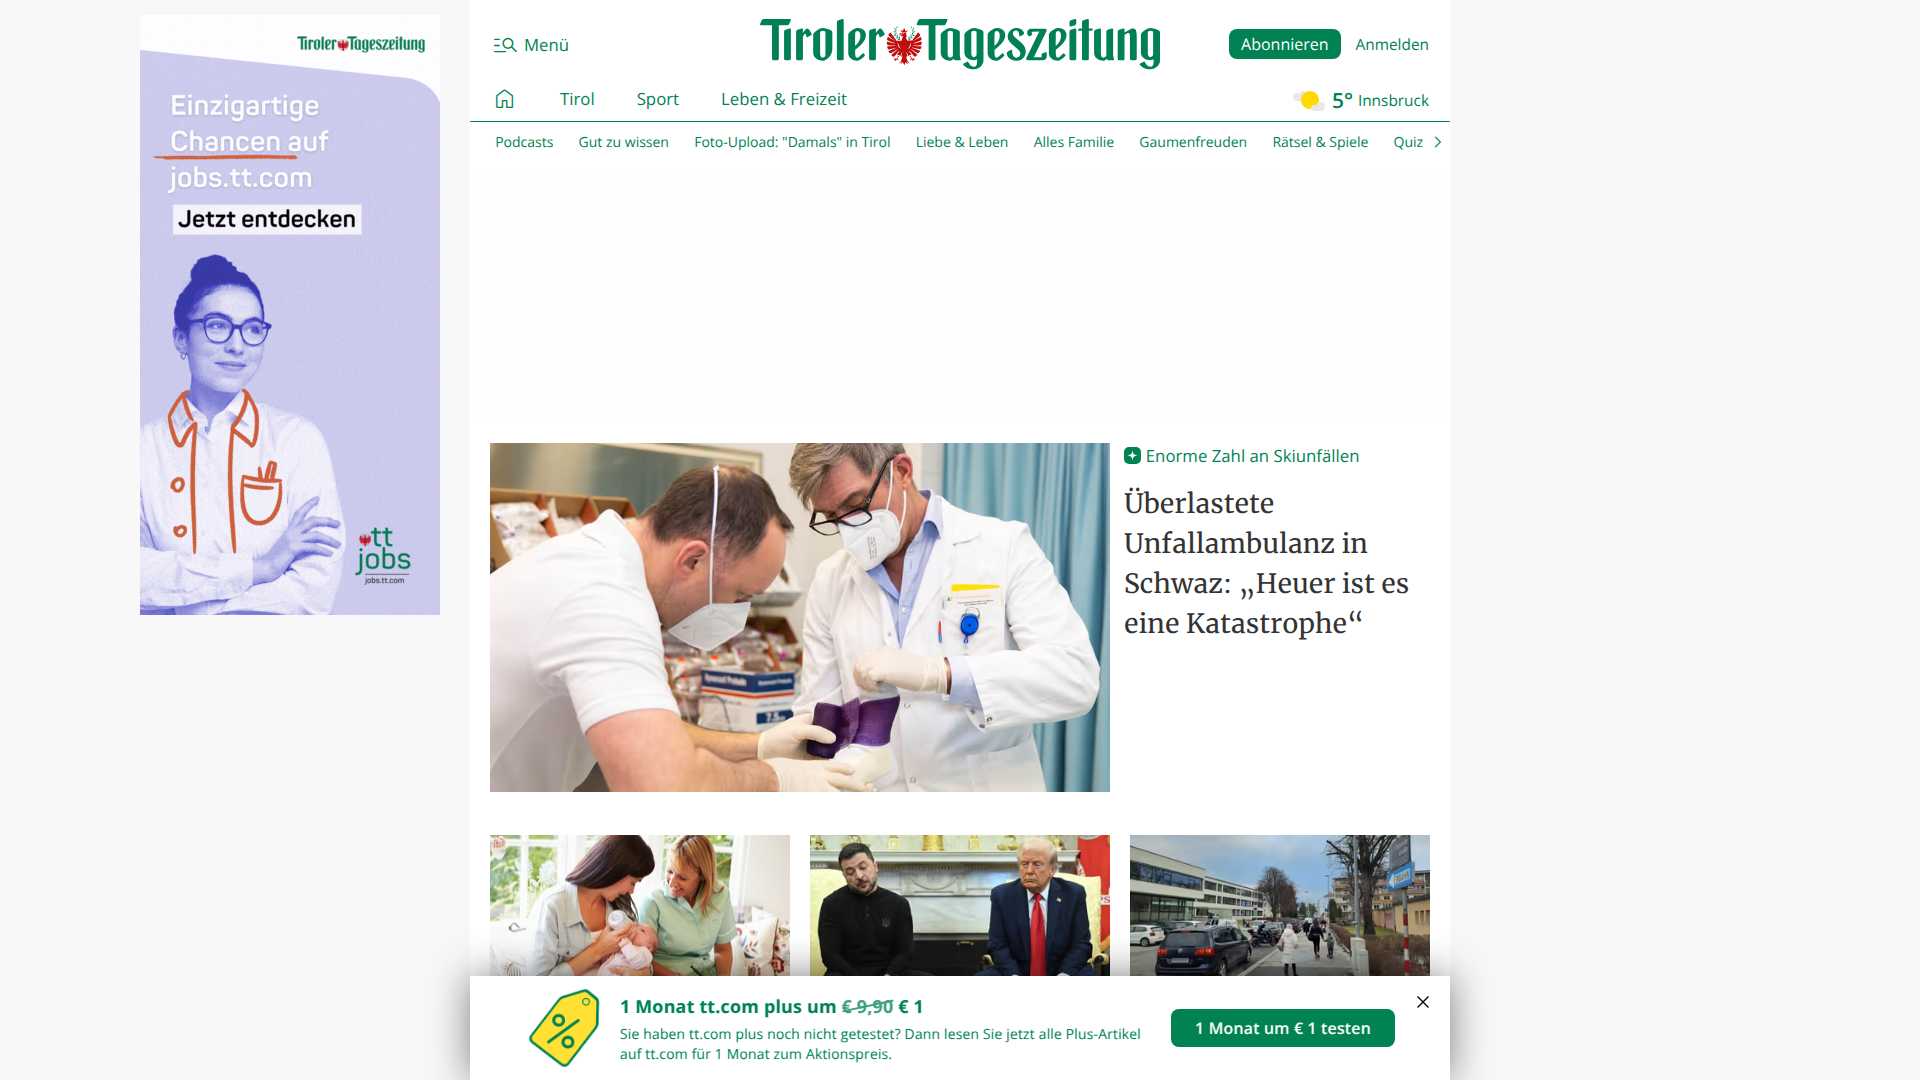 Tiroler Tageszeitung
Einzigartige
Chancen auf
jobs.tt.com
Jetzt entdecken
tt
jobs
jobs.tt.com
Menü
Tiroler Tageszeitung
Abonnieren
Anmelden
Tirol
Sport
Leben & Freizeit
5° Innsbruck
Podcasts
Gut zu wissen
Foto-Upload: "Damals" in Tirol
Liebe & Leben
Alles Familie
Gaumenfreuden
Rätsel & Spiele
Quiz
Enorme Zahl an Skiunfällen
Überlastete
Unfallambulanz in
Schwaz: „Heuer ist es
eine Katastrophe“
1 Monat tt.com plus um € 9,90 € 1
Sie haben tt.com plus noch nicht getestet? Dann lesen Sie jetzt alle Plus-Artikel
auf tt.com für 1 Monat zum Aktionspreis.
1 Monat um € 1 testen